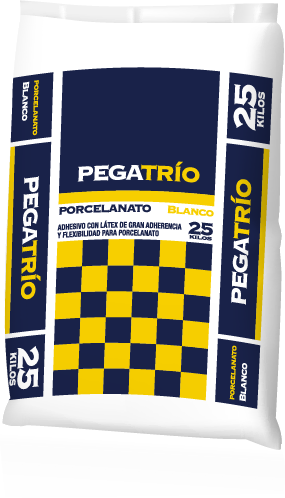 PORCELANATO
BLANCO
PEGATRÍO
25
KILOS
PEGATRÍO
PORCELANATO BLANCO
ADHESIVO CON LÁTEX DE GRAN ADHERENCIA
Y FLEXIBILIDAD PARA PORCELANATO
25
KILOS
25
KILOS
PEGATRÍO
PORCELANATO
BLANCO